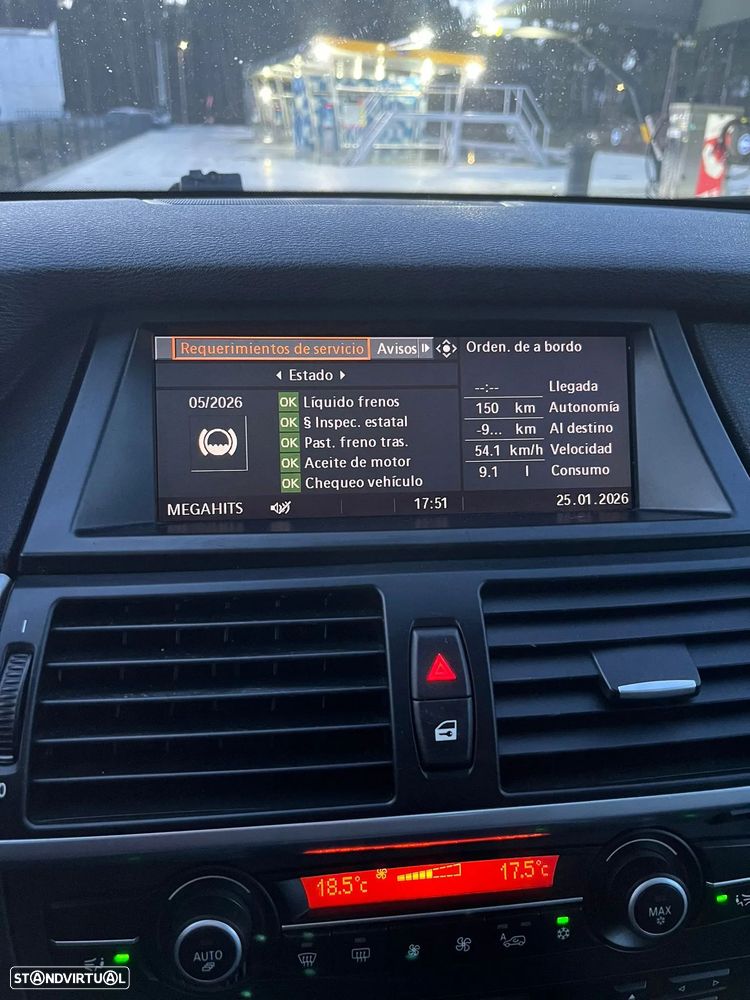 Requerimientos de servicio Avisos
Orden. de a bordo
Estado
05/2026
OK Líquido frenos
OK § Inspec. estatal
OK Past. freno tras.
OK Aceite de motor
OK Chequeo vehículo
--:-- Llegada
150 km Autonomía
-9... km Al destino
54.1 km/h Velocidad
9.1 l Consumo
MEGAHITS
17:51
25.01.2026
18.5°c
17.5°c
AUTO
MAX
A
0
STANDVIRTUAL